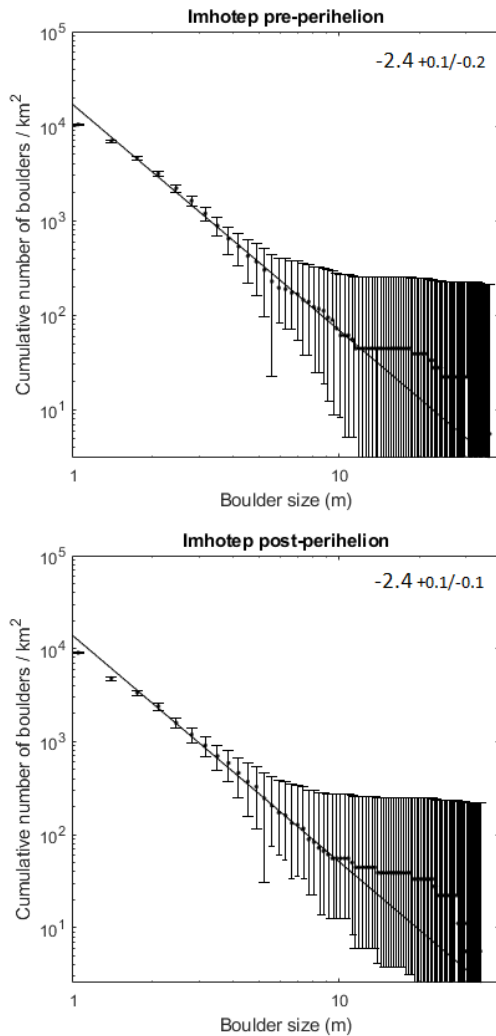 Imhotep pre-perihelion
-2.4 +0.1/-0.2
10^5
10^4
10^3
10^2
10^1
Cumulative number of boulders / km^2
1
10
Boulder size (m)
Imhotep post-perihelion
-2.4 +0.1/-0.1
10^5
10^4
10^3
10^2
10^1
Cumulative number of boulders / km^2
1
10
Boulder size (m)